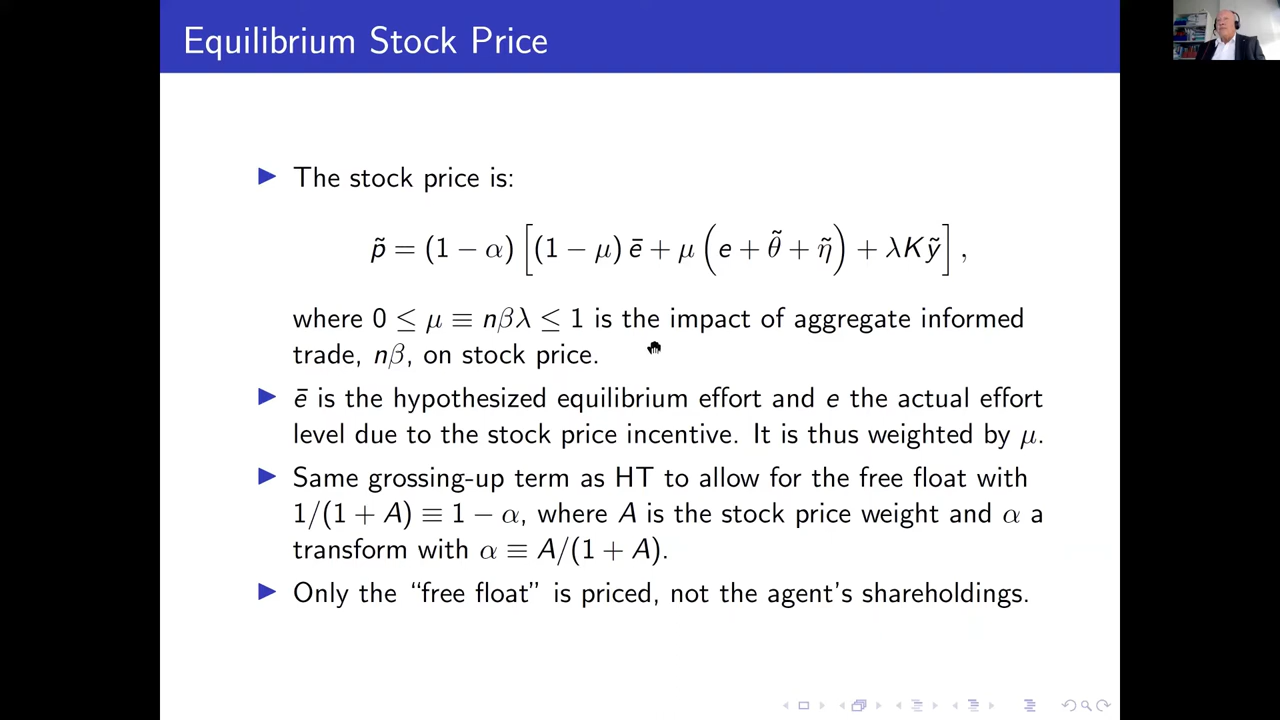 Equilibrium Stock Price
▶ The stock price is:
p̃ = (1 − α) [(1 − μ) ē + μ (e + θ̃ + η̃) + λKỹ] ,
where 0 ≤ μ ≡ nβλ ≤ 1 is the impact of aggregate informed
trade, nβ, on stock price.
▶ ē is the hypothesized equilibrium effort and e the actual effort
level due to the stock price incentive. It is thus weighted by μ.
▶ Same grossing-up term as HT to allow for the free float with
1/(1 + A) ≡ 1 − α, where A is the stock price weight and α a
transform with α ≡ A/(1 + A).
▶ Only the “free float” is priced, not the agent’s shareholdings.